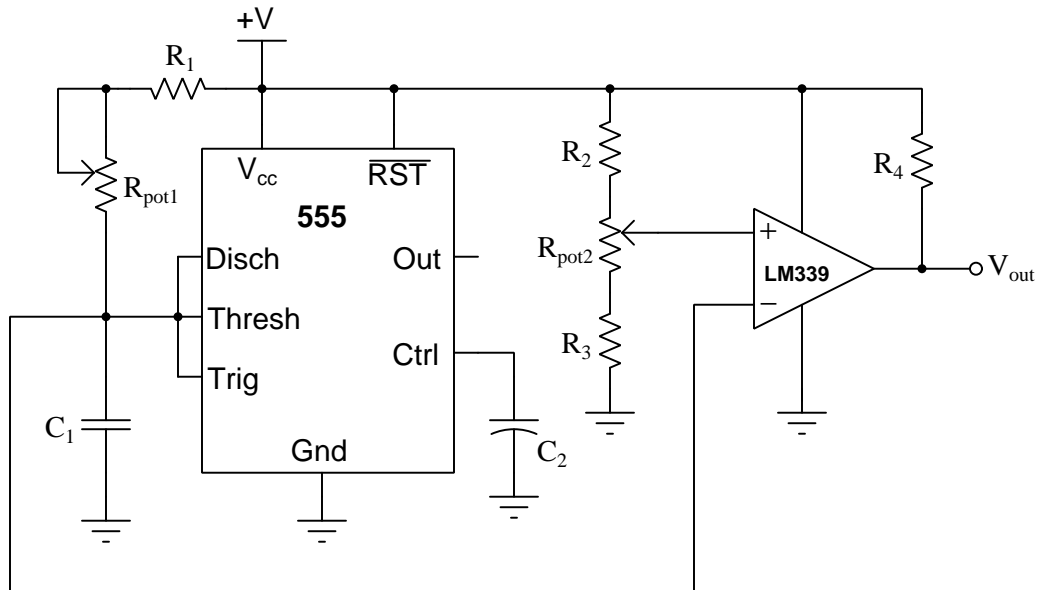 +V
R1
Vcc
RST
R2
R4
Rpot1
555
Disch
Out
Rpot2
+
LM339
Vout
−
Thresh
Ctrl
R3
Trig
C1
Gnd
C2